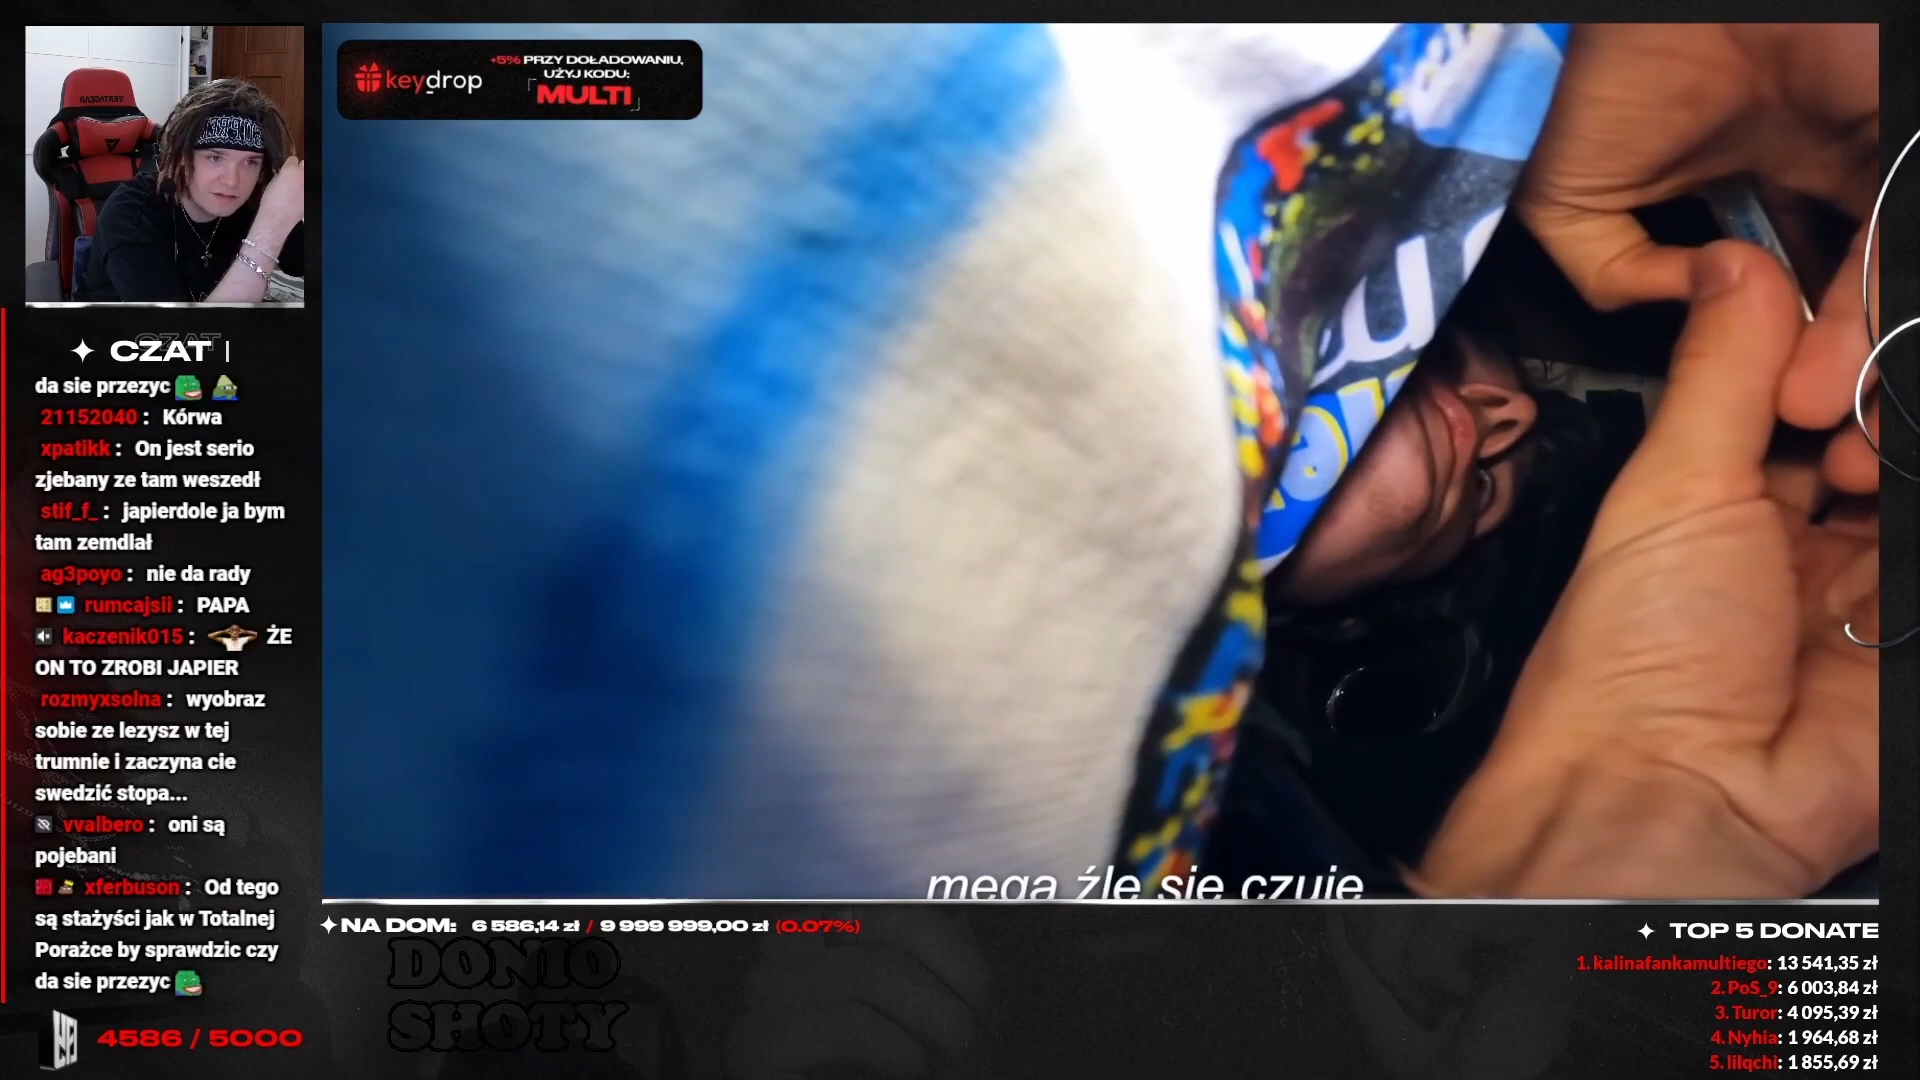 SUPREME
keydrop
+5% PRZY DOŁADOWANIU,
UŻYJ KODU:
MULTI
CZAT
da sie przezyc
21152040 : Kórwa
xpatikk : On jest serio
zjebany ze tam weszedł
stif_f_ : japierdole ja bym
tam zemdlał
ag3poyo : nie da rady
rumcajsii : PAPA
kaczenik015 : ŻE
ON TO ZROBI JAPIER
rozmyxsolna : wyobraz
sobie ze lezysz w tej
trumnie i zaczyna cie
swedzić stopa...
vvalbero : oni są
pojebani
xferbuson : Od tego
są stażyści jak w Totalnej
Porażce by sprawdzic czy
da sie przezyc
4586 / 5000
mega źle się czuję
NA DOM: 6 586,14 zł / 9 999 999,00 zł (0.07%)
DONIO
SHOTY
TOP 5 DONATE
1. kalinafankamultiego: 13 541,35 zł
2. PoS_9: 6 003,84 zł
3. Turor: 4 095,39 zł
4. Nyhia: 1 964,68 zł
5. lilqchi: 1 855,69 zł